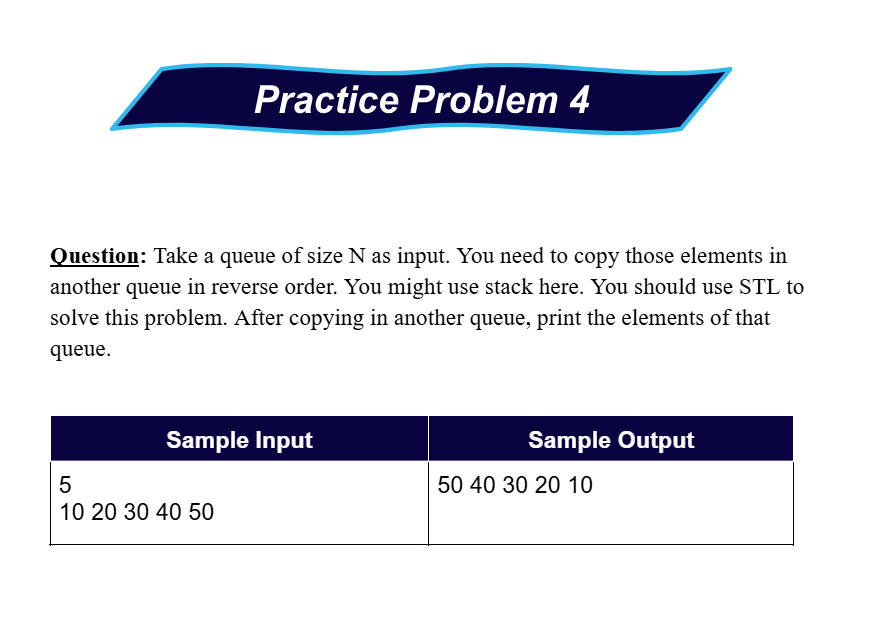 Practice Problem 4
Question: Take a queue of size N as input. You need to copy those elements in
another queue in reverse order. You might use stack here. You should use STL to
solve this problem. After copying in another queue, print the elements of that
queue.
Sample Input
Sample Output
5
10 20 30 40 50
50 40 30 20 10